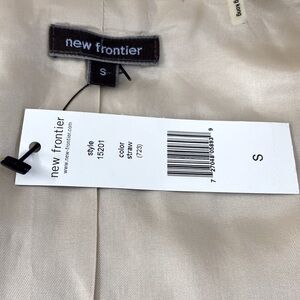 new frontier
S
new frontier
www.new-frontier.com
style
15201
color
straw
(723)
S